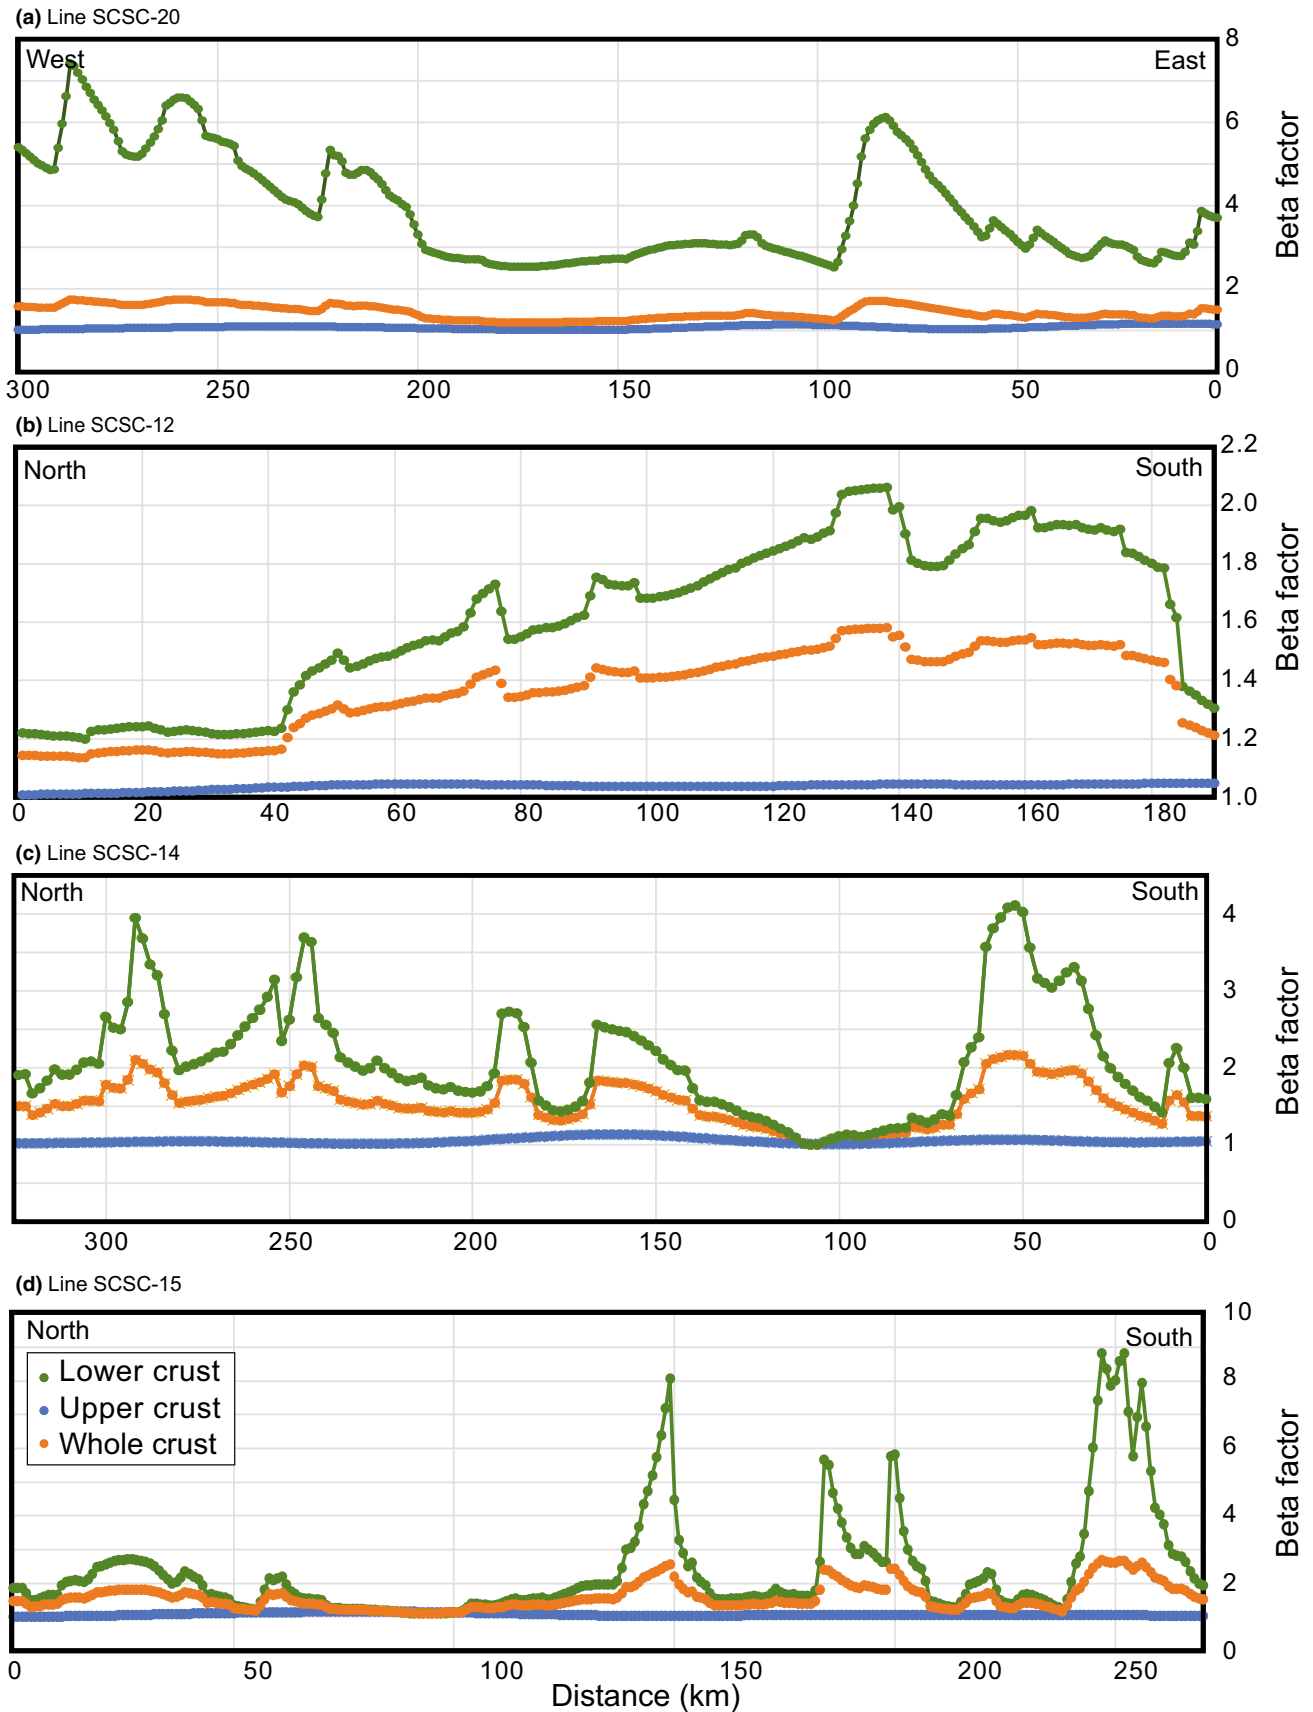 (a) Line SCSC-20
West
East
8
6
4
2
0
Beta factor
300 250 200 150 100 50 0
(b) Line SCSC-12
North
South
2.2
2.0
1.8
1.6
1.4
1.2
1.0
Beta factor
0 20 40 60 80 100 120 140 160 180
(c) Line SCSC-14
North
South
4
3
2
1
0
Beta factor
300 250 200 150 100 50 0
(d) Line SCSC-15
North
South
Lower crust
Upper crust
Whole crust
10
8
6
4
2
0
Beta factor
0 50 100 150 200 250
Distance (km)